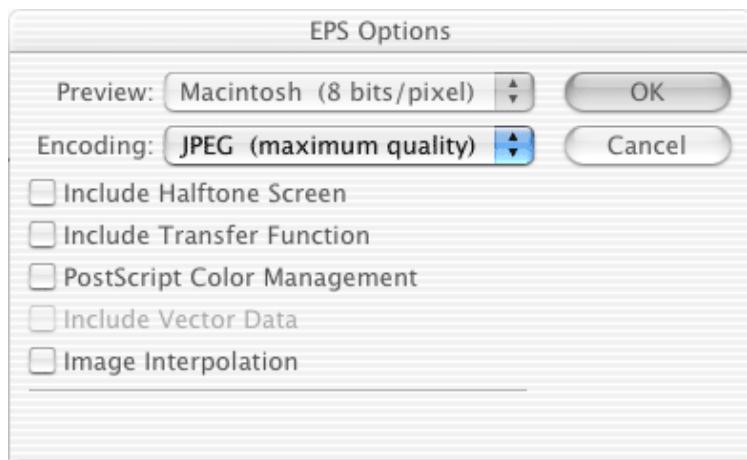 EPS Options
Preview: Macintosh (8 bits/pixel) OK
Encoding: JPEG (maximum quality) Cancel
Include Halftone Screen
Include Transfer Function
PostScript Color Management
Include Vector Data
Image Interpolation